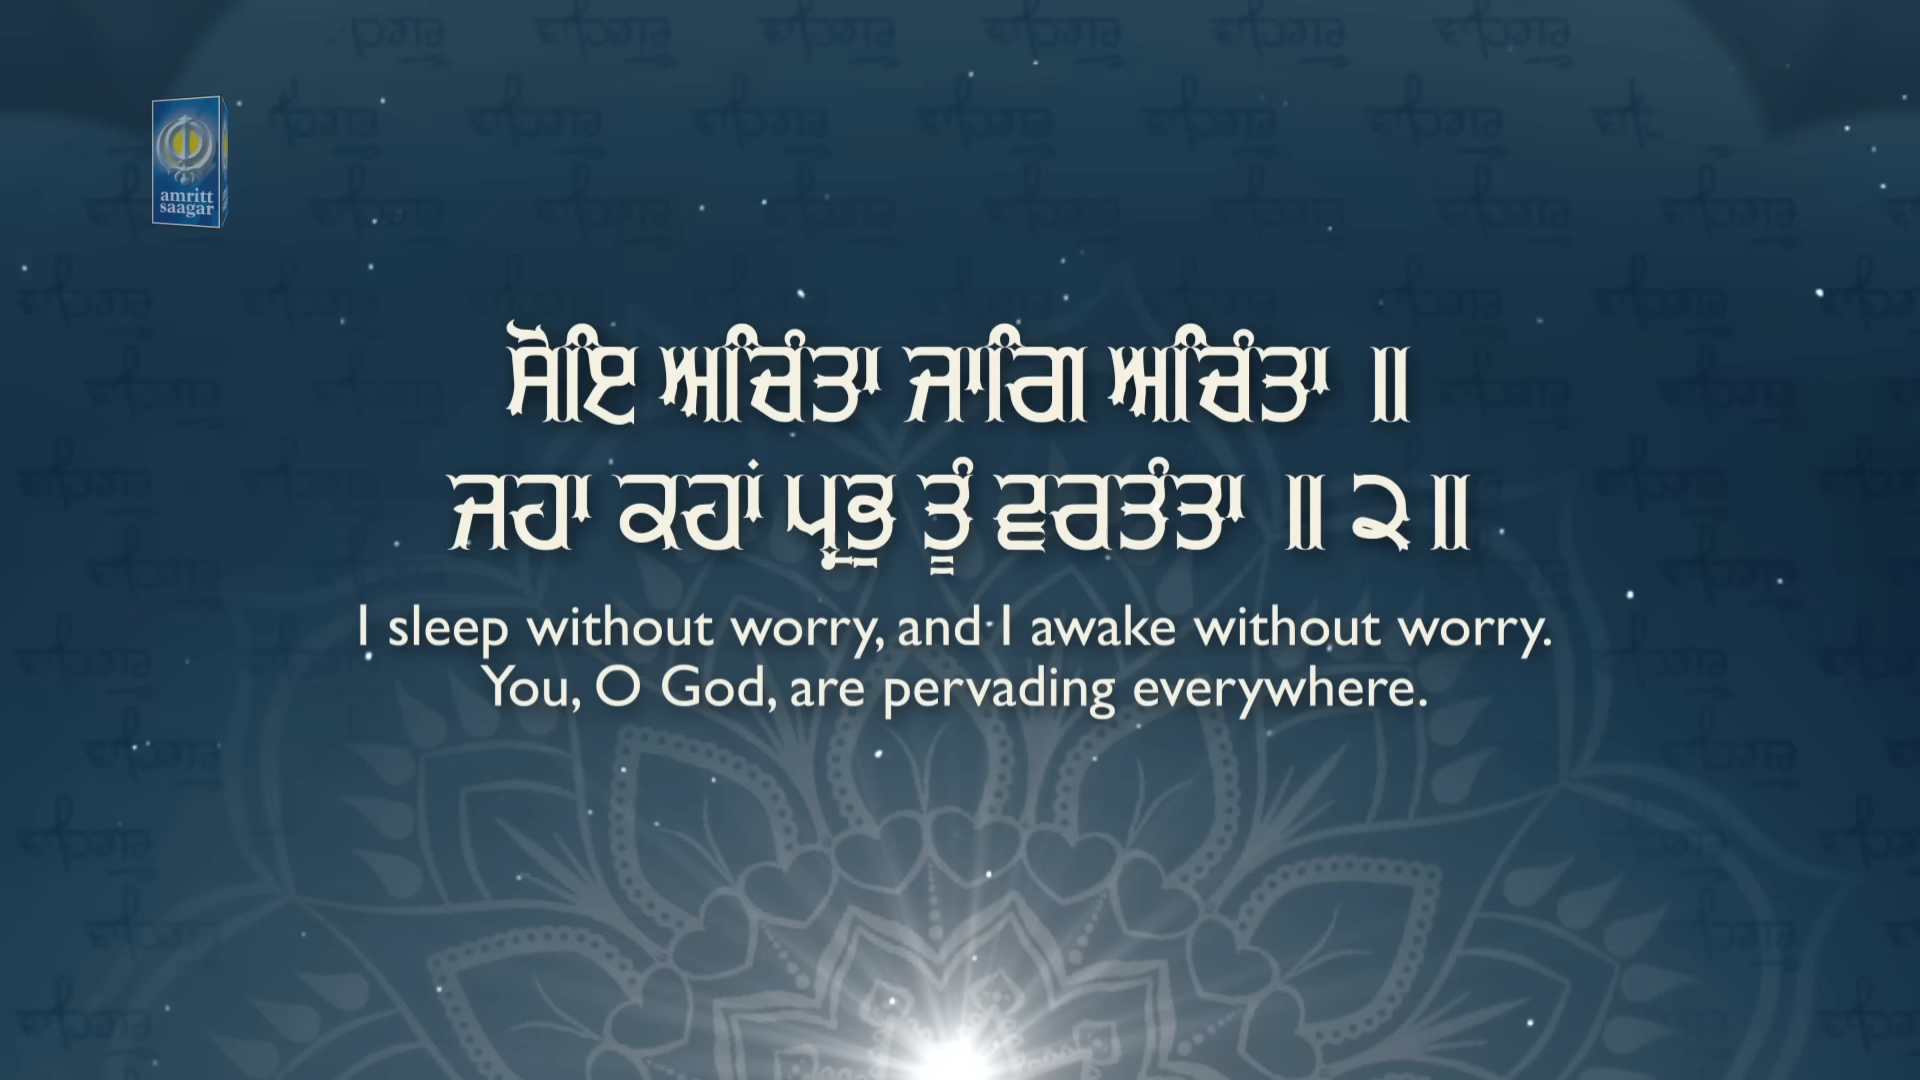 amritt
saagar
ਸੋਇ ਅਚਿੰਤਾ ਜਾਗਿ ਅਚਿੰਤਾ ॥
ਜਹਾ ਕਹਾਂ ਪ੍ਰਭੁ ਤੂੰ ਵਰਤੰਤਾ ॥੨॥
I sleep without worry, and I awake without worry.
You, O God, are pervading everywhere.